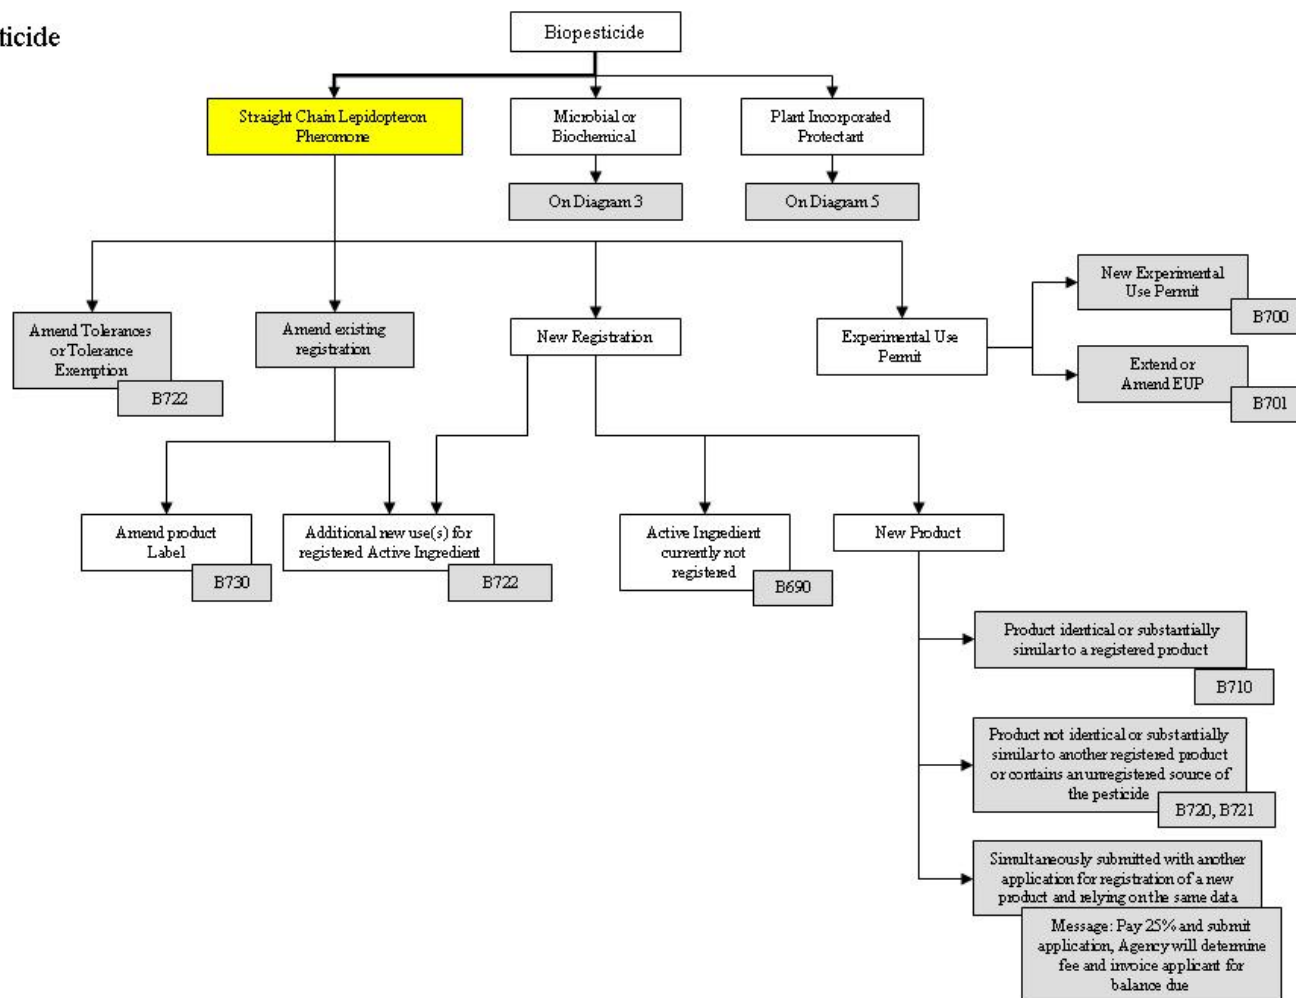 ticide
Biopesticide
Straight Chain Lepidopteron
Pheromone
Microbial or
Biochemical
Plant Incorporated
Protectant
On Diagram 3
On Diagram 5
Amend Tolerances
or Tolerance
Exemption
B722
Amend existing
registration
New Registration
Experimental Use
Permit
New Experimental
Use Permit
B700
Extend or
Amend EUP
B701
Amend product
Label
B730
Additional new use(s) for
registered Active Ingredient
B722
Active Ingredient
currently not
registered
B690
New Product
Product identical or substantially
similar to a registered product
B710
Product not identical or substantially
similar to another registered product
or contains an unregistered source of
the pesticide
B720, B721
Simultaneously submitted with another
application for registration of a new
product and relying on the same data
Message: Pay 25% and submit
application, Agency will determine
fee and invoice applicant for
balance due